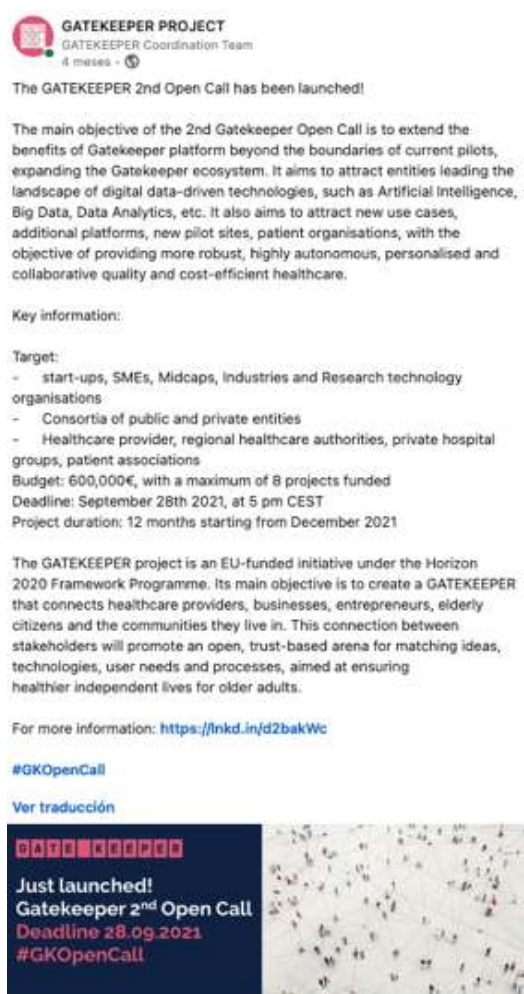 GATEKEEPER PROJECT
GATEKEEPER Coordination Team
4 meses •
The GATEKEEPER 2nd Open Call has been launched!
The main objective of the 2nd Gatekeeper Open Call is to extend the
benefits of Gatekeeper platform beyond the boundaries of current pilots,
expanding the Gatekeeper ecosystem. It aims to attract entities leading the
landscape of digital data-driven technologies, such as Artificial Intelligence,
Big Data, Data Analytics, etc. It also aims to attract new use cases,
additional platforms, new pilot sites, patient organisations, with the
objective of providing more robust, highly autonomous, personalised and
collaborative quality and cost-efficient healthcare.
Key information:
Target:
- start-ups, SMEs, Midcaps, Industries and Research technology
organisations
- Consortia of public and private entities
- Healthcare provider, regional healthcare authorities, private hospital
groups, patient associations
Budget: 600,000€, with a maximum of 8 projects funded
Deadline: September 28th 2021, at 5 pm CEST
Project duration: 12 months starting from December 2021
The GATEKEEPER project is an EU-funded initiative under the Horizon
2020 Framework Programme. Its main objective is to create a GATEKEEPER
that connects healthcare providers, businesses, entrepreneurs, elderly
citizens and the communities they live in. This connection between
stakeholders will promote an open, trust-based arena for matching ideas,
technologies, user needs and processes, aimed at ensuring
healthier independent lives for older adults.
For more information: https://lnkd.in/d2bakWc
#GKOpenCall
Ver traducción
GATE KEEPER
Just launched!
Gatekeeper 2nd Open Call
Deadline 28.09.2021
#GKOpenCall